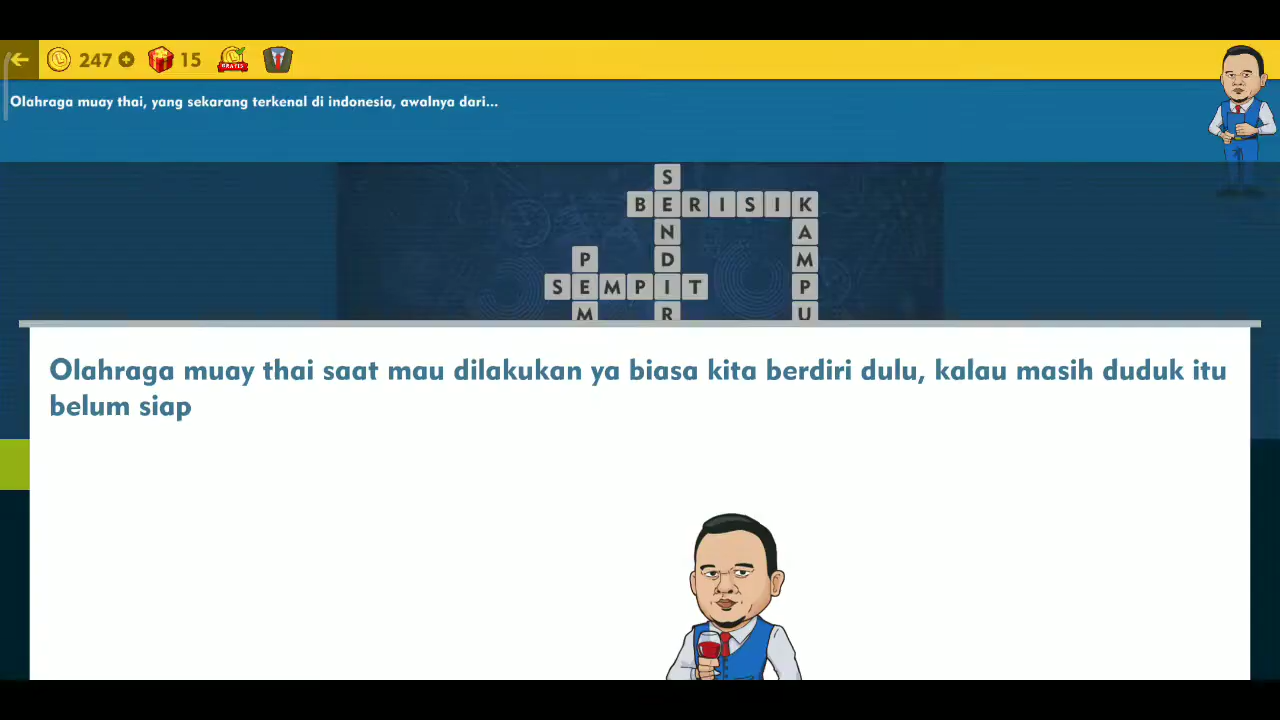 247
15
GRATIS
Olahraga muay thai, yang sekarang terkenal di indonesia, awalnya dari...
S
BERISIK
N
A
P
D
M
SEMPIT
P
M
R
U
Olahraga muay thai saat mau dilakukan ya biasa kita berdiri dulu, kalau masih duduk itu
belum siap